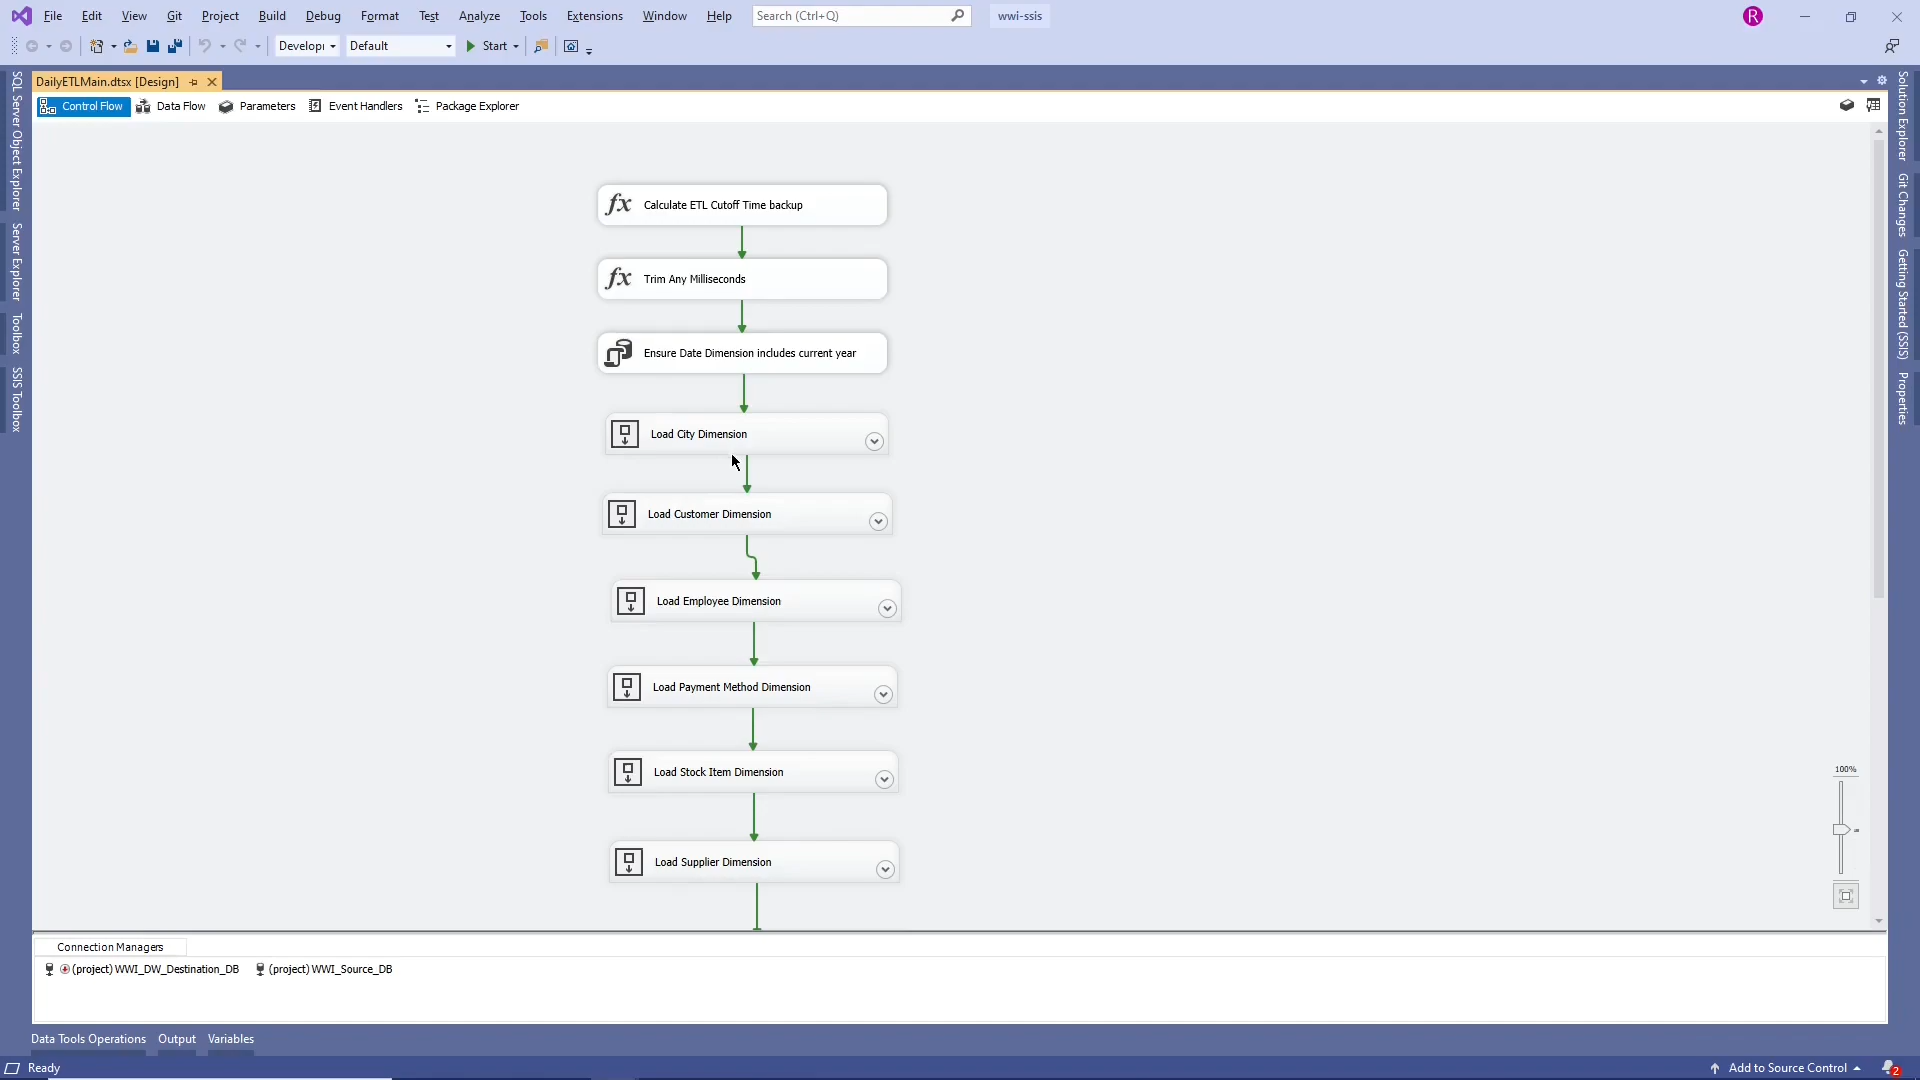 File Edit View Git Project Build Debug Format Test Analyze Tools Extensions Window Help Search (Ctrl+Q) wwi-ssis R
Developı Default Start
DailyETLMain.dtsx [Design]
Control Flow Data Flow Parameters Event Handlers Package Explorer
SQL Server Object Explorer
Server Explorer
Toolbox
SSIS Toolbox
fx Calculate ETL Cutoff Time backup
fx Trim Any Milliseconds
Ensure Date Dimension includes current year
Load City Dimension
Load Customer Dimension
Load Employee Dimension
Load Payment Method Dimension
Load Stock Item Dimension
Load Supplier Dimension
100%
Solution Explorer
Git Changes
Getting Started (SSIS)
Properties
Connection Managers
(project) WWI_DW_Destination_DB (project) WWI_Source_DB
Data Tools Operations Output Variables
Ready Add to Source Control 2